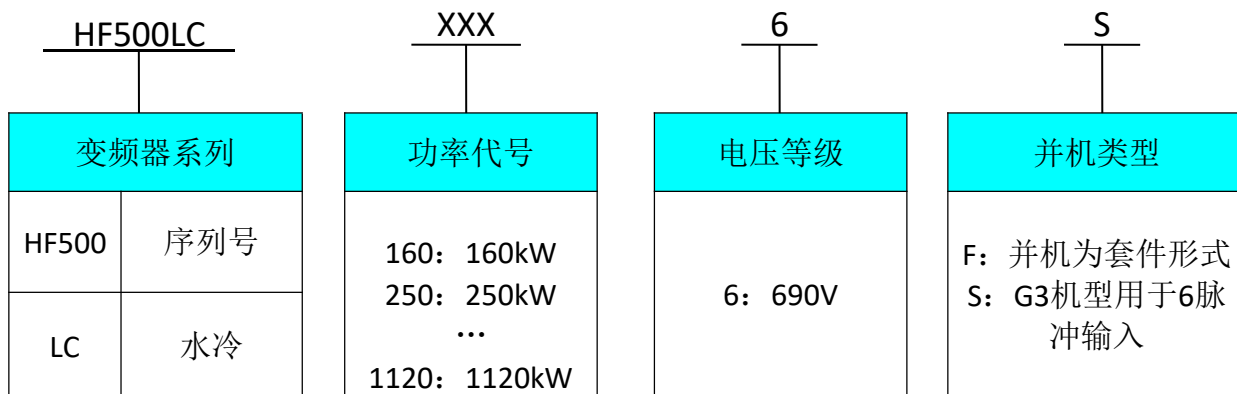 HF500LC XXX 6 S
变频器系列 功率代号 电压等级 并机类型
HF500 序列号
LC 水冷
160：160kW
250：250kW
…
1120：1120kW
6：690V
F：并机为套件形式
S：G3机型用于6脉
冲输入